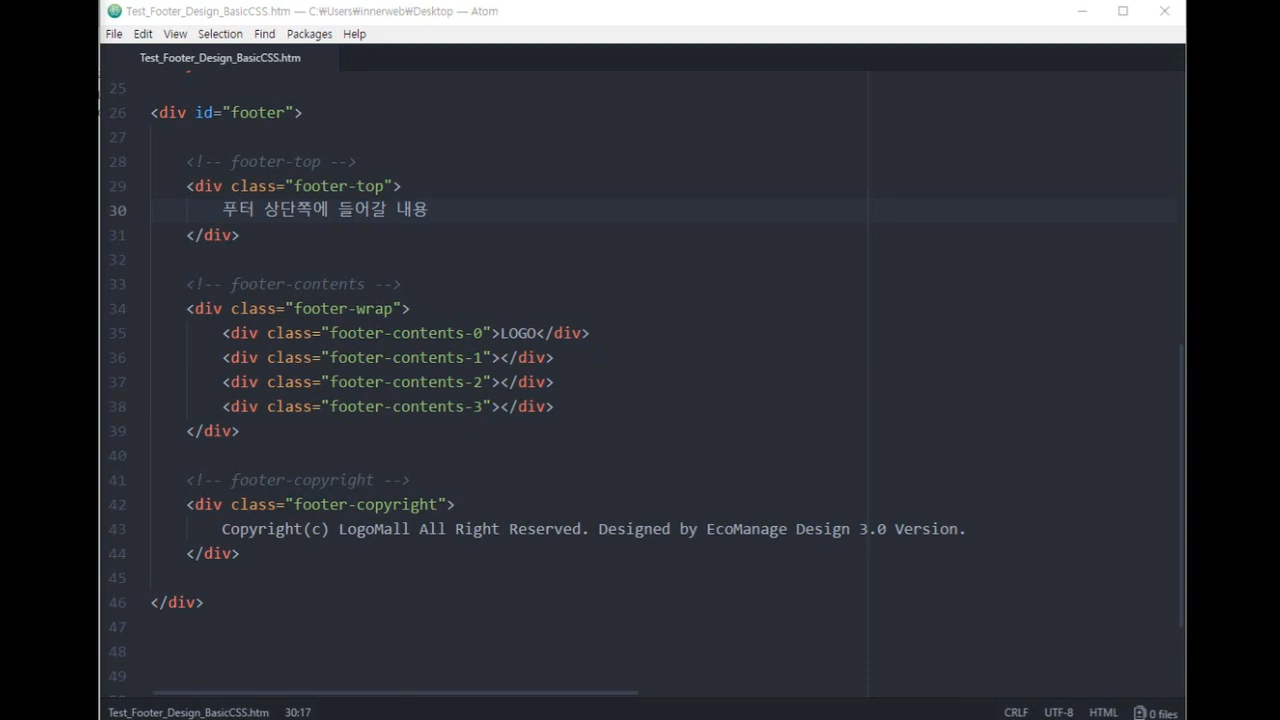 Test_Footer_Design_BasicCSS.htm — C:₩Users₩innerweb₩Desktop — Atom
File Edit View Selection Find Packages Help
Test_Footer_Design_BasicCSS.htm
25
26 <div id="footer">
27
28 <!-- footer-top -->
29 <div class="footer-top">
30 푸터 상단쪽에 들어갈 내용
31 </div>
32
33 <!-- footer-contents -->
34 <div class="footer-wrap">
35 <div class="footer-contents-0">LOGO</div>
36 <div class="footer-contents-1"></div>
37 <div class="footer-contents-2"></div>
38 <div class="footer-contents-3"></div>
39 </div>
40
41 <!-- footer-copyright -->
42 <div class="footer-copyright">
43 Copyright(c) LogoMall All Right Reserved. Designed by EcoManage Design 3.0 Version.
44 </div>
45
46 </div>
47
48
49
Test_Footer_Design_BasicCSS.htm 30:17 CRLF UTF-8 HTML 0 files